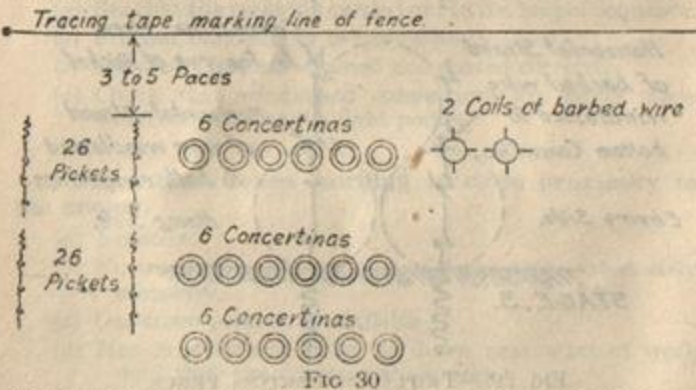 Tracing tape marking line of fence.
3 to 5 Paces
2 Coils of barbed wire
6 Concertinas
26
Pickets
6 Concertinas
26
Pickets
6 Concertinas
FIG 30